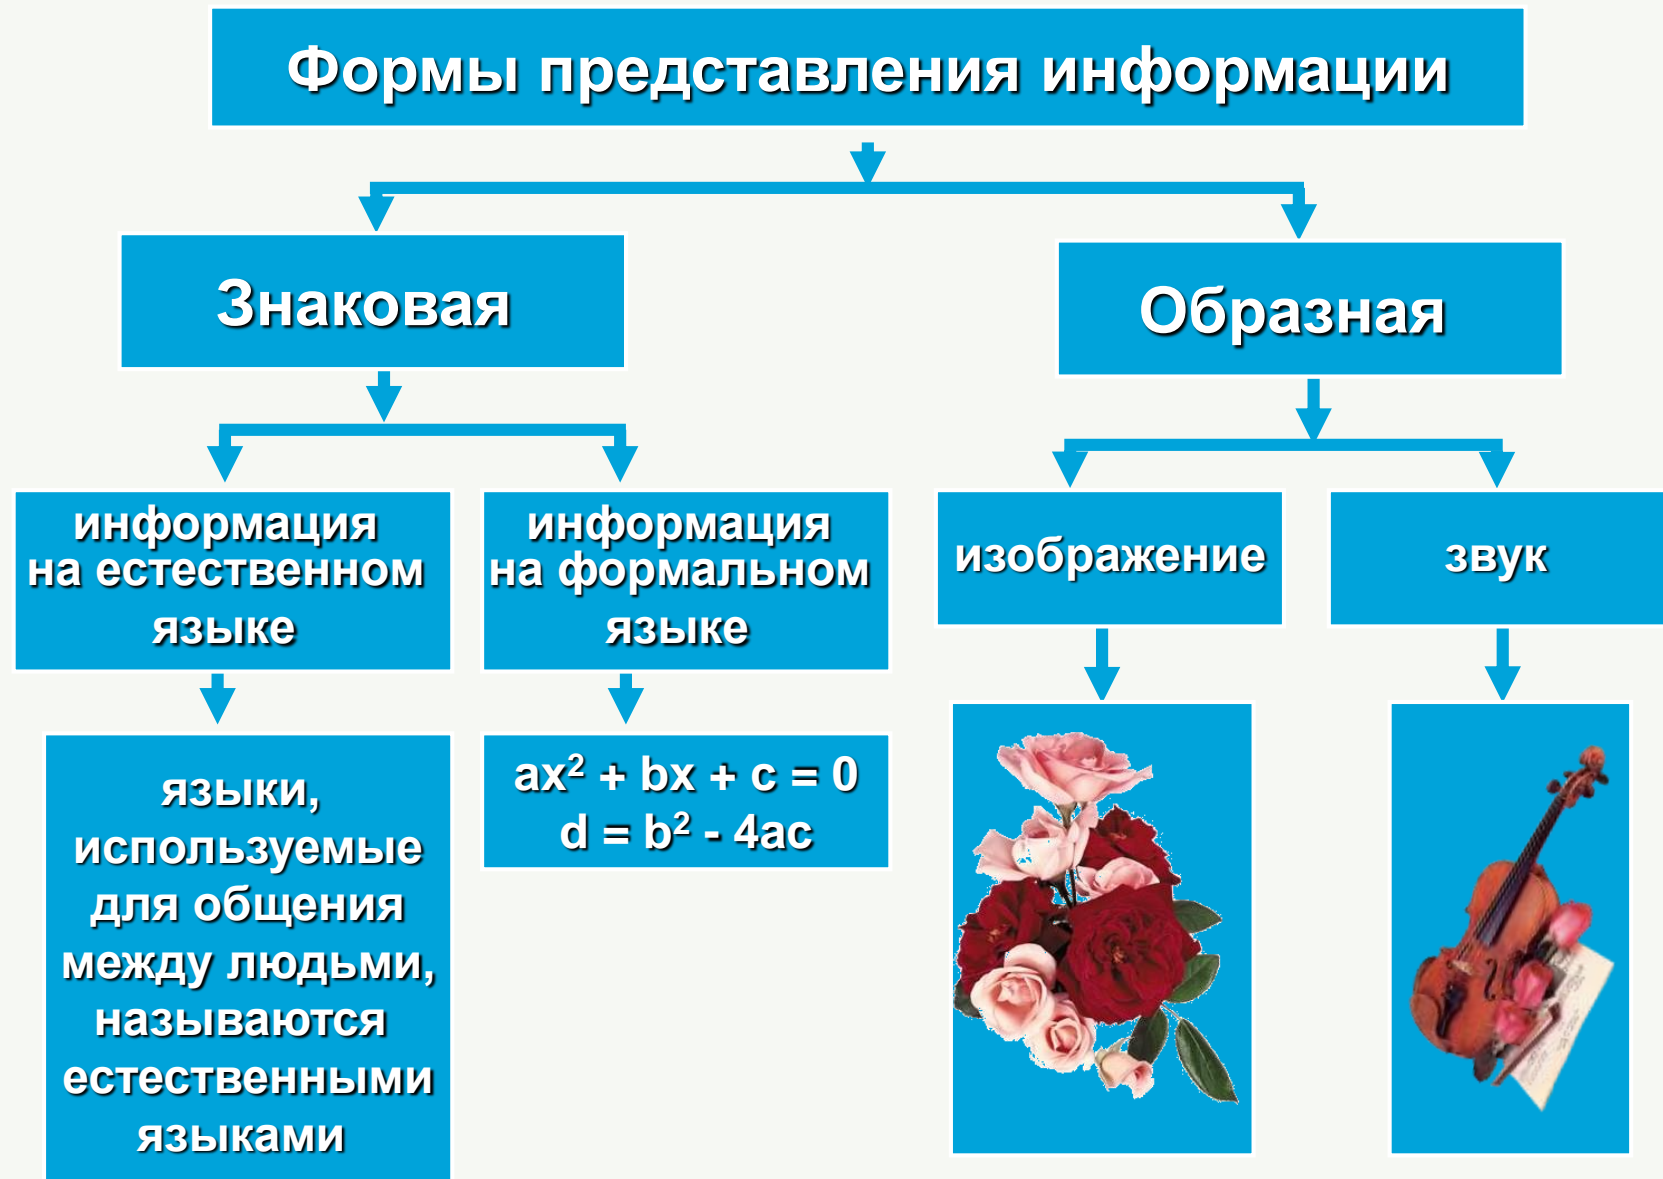 Формы представления информации
Знаковая
Образная
информация
на естественном
языке
информация
на формальном
языке
изображение
звук
языки,
используемые
для общения
между людьми,
называются
естественными
языками
ax² + bx + c = 0
d = b² - 4ac